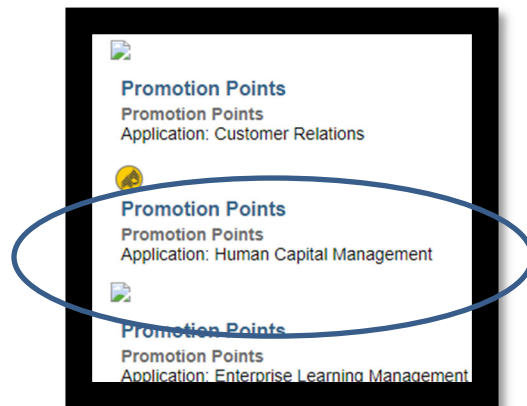 Promotion Points
Promotion Points
Application: Customer Relations
Promotion Points
Promotion Points
Application: Human Capital Management
Promotion Points
Promotion Points
Application: Enterprise Learning Management